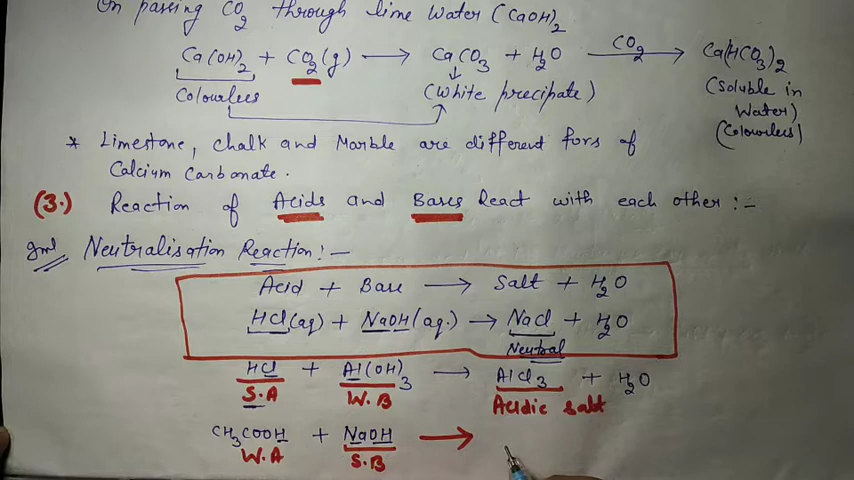 On passing CO₂ through lime water (CaOH)₂
Ca(OH)₂ + CO₂(g) → CaCO₃ + H₂O —CO₂→ Ca(HCO₃)₂
Colourless (White precipate) (Soluble in Water) (Colourless)
* Limestone, chalk and Marble are different fors of
Calcium Carbonate.
(3.) Reaction of Acids and Bases React with each other :-
Neutralisation Reaction :-
Acid + Base → Salt + H₂O
HCl(aq) + NaOH(aq.) → NaCl + H₂O
Neutral
HCl + Al(OH)₃ → AlCl₃ + H₂O
S.A W.B Acidic salt
CH₃COOH + NaOH →
W.A S.B